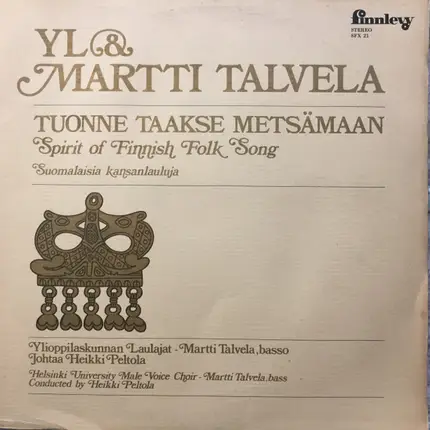 finnlevy
STEREO
SFX 21
YL &
MARTTI TALVELA
TUONNE TAAKSE METSÄMAAN
Spirit of Finnish Folk Song
Suomalaisia kansanlauluja
Ylioppilaskunnan Laulajat - Martti Talvela, basso
Johtaa Heikki Peltola
Helsinki University Male Voice Choir - Martti Talvela, bass
Conducted by Heikki Peltola